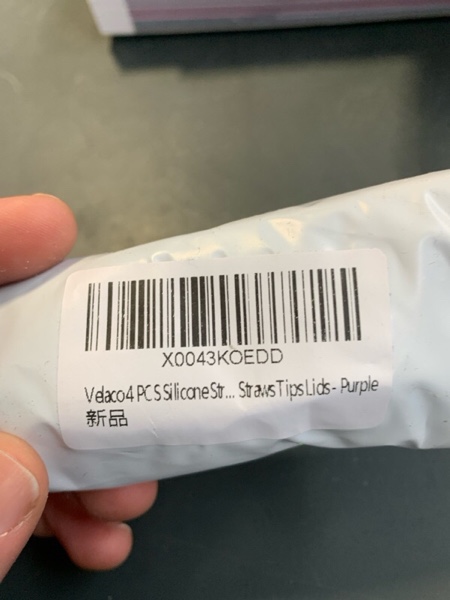 X0043KOEDD
Velaco 4 PCS Silicone Str... Straws Tips Lids - Purple
新品